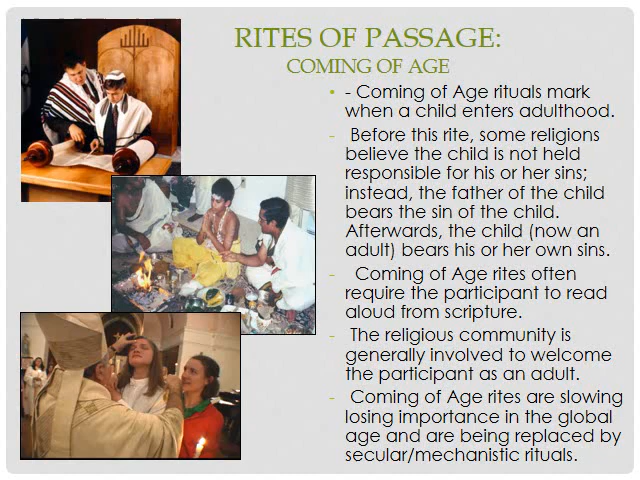 RITES OF PASSAGE:
COMING OF AGE
• - Coming of Age rituals mark
when a child enters adulthood.
- Before this rite, some religions
believe the child is not held
responsible for his or her sins;
instead, the father of the child
bears the sin of the child.
Afterwards, the child (now an
adult) bears his or her own sins.
- Coming of Age rites often
require the participant to read
aloud from scripture.
- The religious community is
generally involved to welcome
the participant as an adult.
- Coming of Age rites are slowing
losing importance in the global
age and are being replaced by
secular/mechanistic rituals.